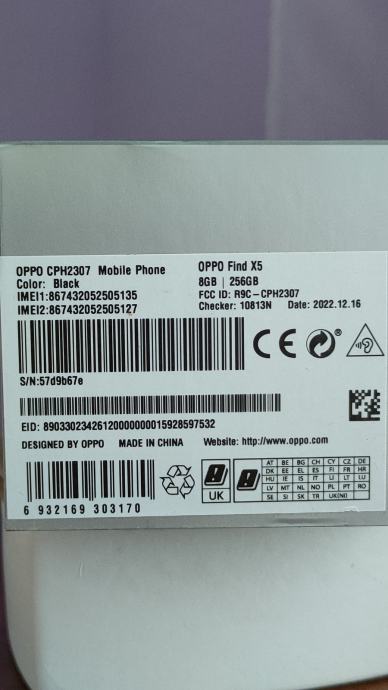 OPPO CPH2307 Mobile Phone
OPPO Find X5
Color: Black
8GB | 256GB
IMEI1:867432052505135
FCC ID: R9C-CPH2307
IMEI2:867432052505127
Checker: 10813N Date: 2022.12.16
CE
S/N:57d9b67e
EID: 89033023426120000000015928597532
DESIGNED BY OPPO MADE IN CHINA Website: http://www.oppo.com
UK
AT BE BG CH CY CZ DE
DK EE EL ES FI FR HR
HU IE IS IT LI LT LU
LV MT NL NO PL PT RO
SE SI SK TR UK(NI)
6 932169 303170